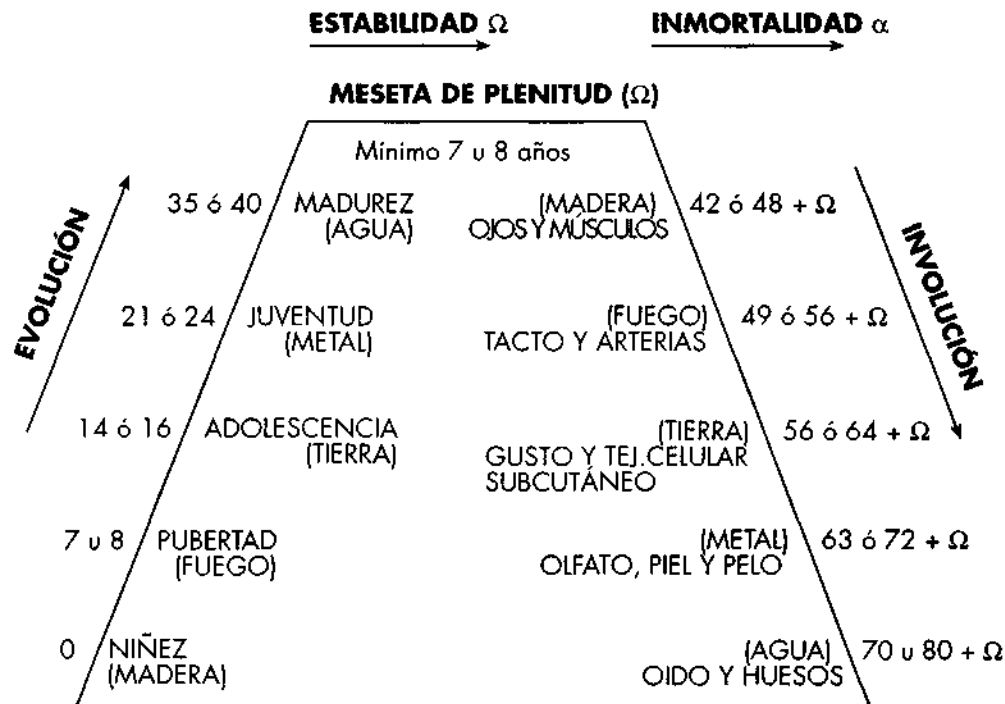 ESTABILIDAD Ω
INMORTALIDAD α
MESETA DE PLENITUD (Ω)
Mínimo 7 u 8 años
EVOLUCIÓN
35 ó 40 MADUREZ
(AGUA)
(MADERA) 42 ó 48 + Ω
OJOS Y MÚSCULOS
INVOLUCIÓN
21 ó 24 JUVENTUD
(METAL)
(FUEGO) 49 ó 56 + Ω
TACTO Y ARTERIAS
14 ó 16 ADOLESCENCIA
(TIERRA)
(TIERRA) 56 ó 64 + Ω
GUSTO Y TEJ.CELULAR
SUBCUTÁNEO
7 u 8 PUBERTAD
(FUEGO)
(METAL) 63 ó 72 + Ω
OLFATO, PIEL Y PELO
0 NIÑEZ
(MADERA)
(AGUA) 70 u 80 + Ω
OIDO Y HUESOS